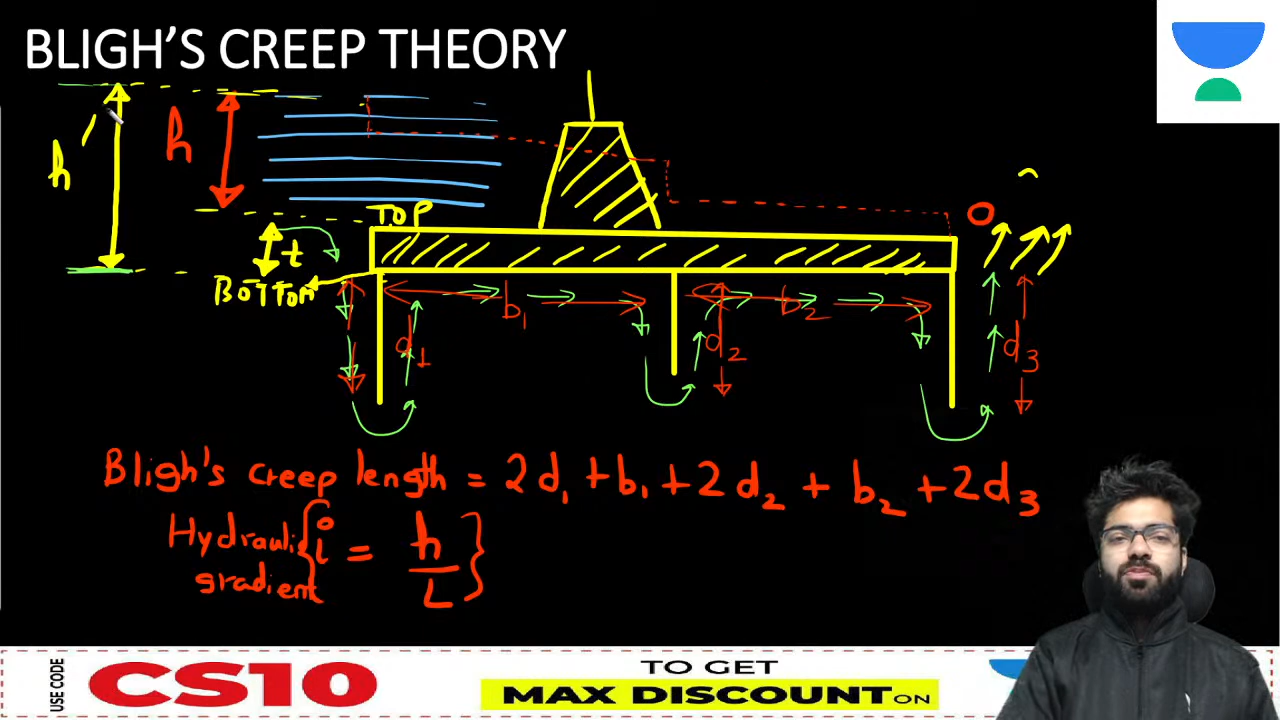 BLIGH'S CREEP THEORY
h'
h
TOP
t
BOTTOM
O
b₁
b₂
d₁
d₂
d₃
Bligh's creep length = 2d₁ + b₁ + 2d₂ + b₂ + 2d₃
Hydraulic gradient { i = h/L }
USE CODE
CS10
TO GET
MAX DISCOUNT ON